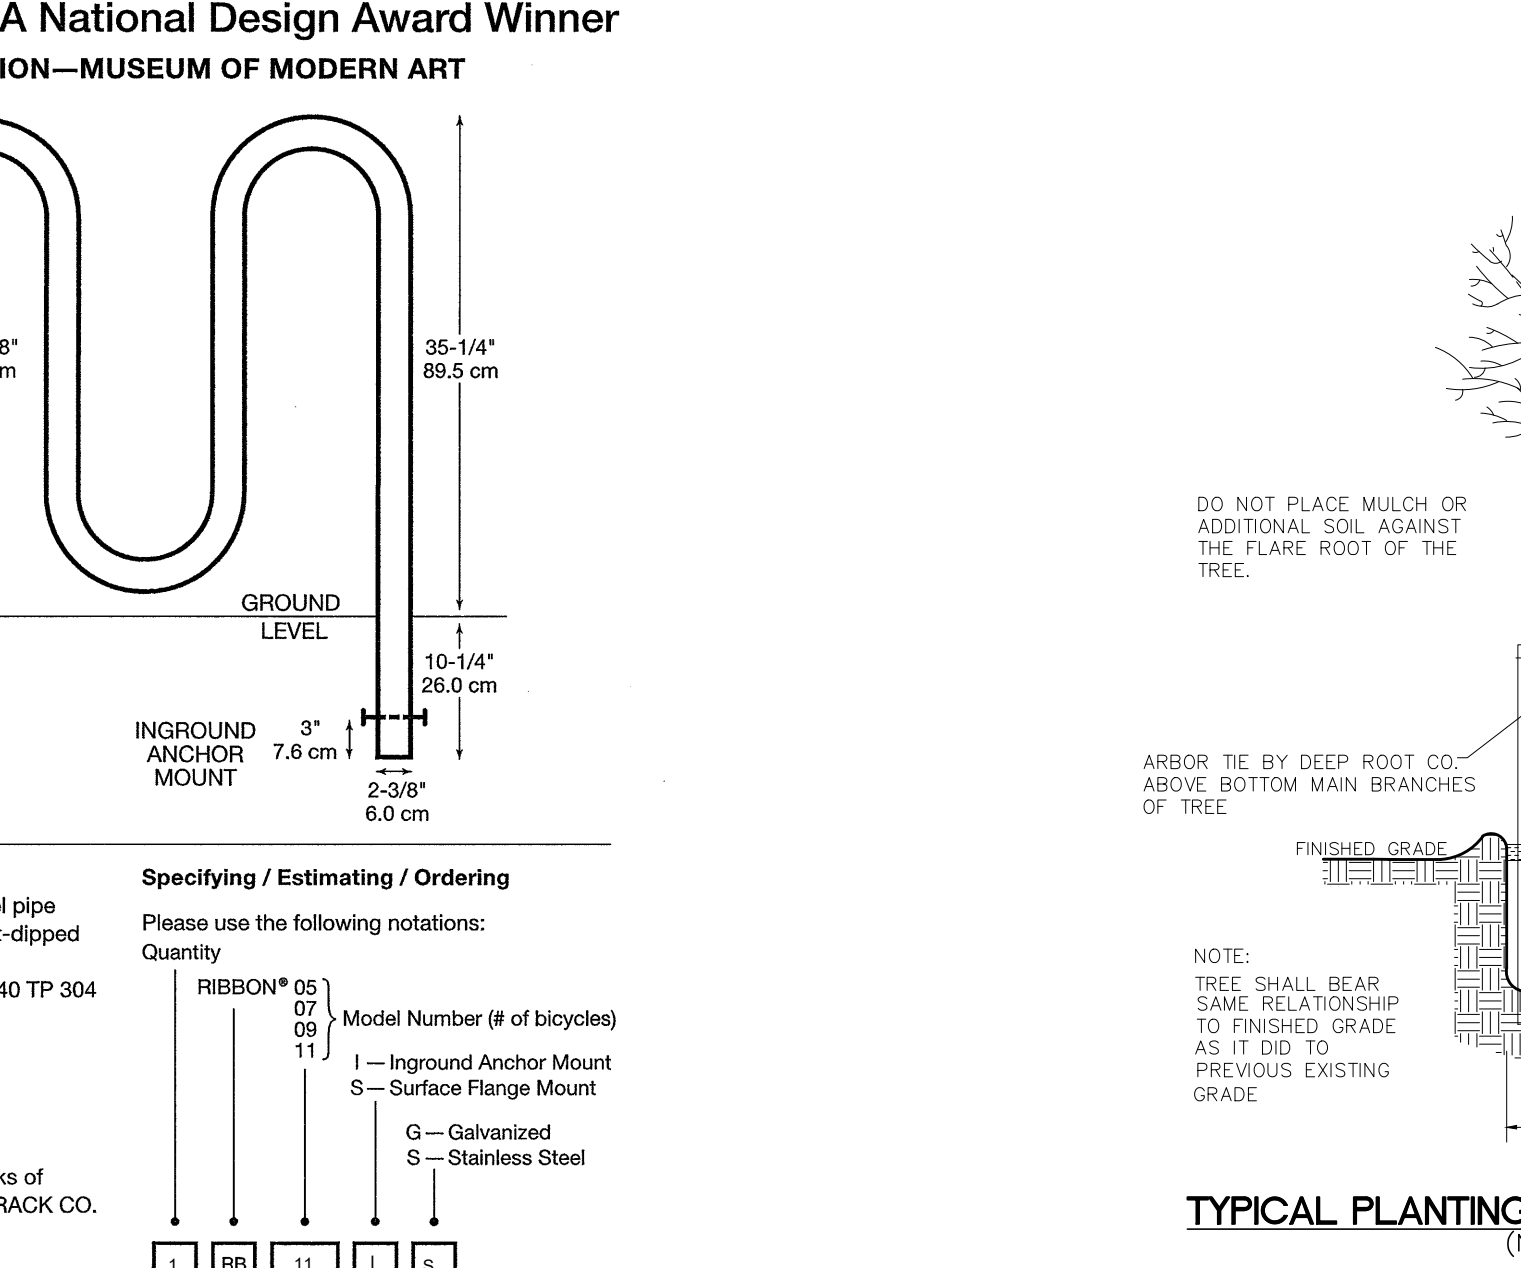 A National Design Award Winner
ION—MUSEUM OF MODERN ART
8"
m
35-1/4"
89.5 cm
GROUND
LEVEL
10-1/4"
26.0 cm
INGROUND
ANCHOR
MOUNT
3"
7.6 cm
2-3/8"
6.0 cm
l pipe
t-dipped
40 TP 304
ks of
RACK CO.
Specifying / Estimating / Ordering
Please use the following notations:
Quantity
RIBBON® 05
07
09
11
Model Number (# of bicycles)
I — Inground Anchor Mount
S — Surface Flange Mount
G — Galvanized
S — Stainless Steel
1 RB 11 I S
DO NOT PLACE MULCH OR
ADDITIONAL SOIL AGAINST
THE FLARE ROOT OF THE
TREE.
ARBOR TIE BY DEEP ROOT CO.
ABOVE BOTTOM MAIN BRANCHES
OF TREE
FINISHED GRADE
NOTE:
TREE SHALL BEAR
SAME RELATIONSHIP
TO FINISHED GRADE
AS IT DID TO
PREVIOUS EXISTING
GRADE
TYPICAL PLANTING